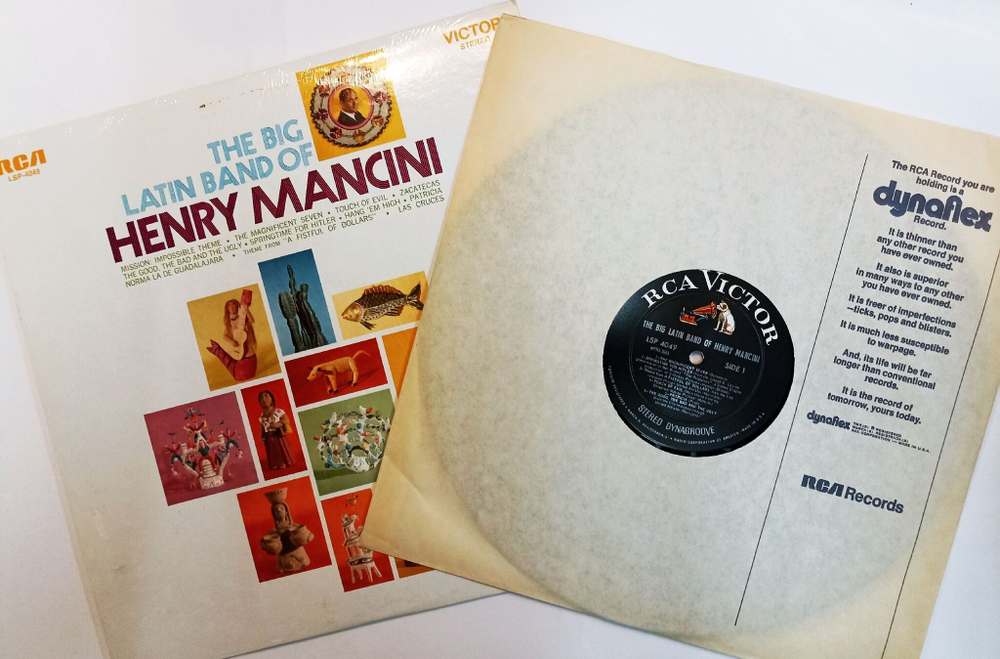 RCA
LSP-4049
VICTOR
STEREO
THE BIG
LATIN BAND OF
HENRY MANCINI
MISSION: IMPOSSIBLE THEME • THE MAGNIFICENT SEVEN • TOUCH OF EVIL • ZACATECAS
THE GOOD, THE BAD AND THE UGLY • SPRINGTIME FOR HITLER • HANG 'EM HIGH • PATRICIA
NORMA LA DE GUADALAJARA • THEME FROM "A FISTFUL OF DOLLARS" • LAS CRUCES
RCA VICTOR
THE BIG LATIN BAND OF HENRY MANCINI
LSP 4049
SIDE 1
STEREO DYNAGROOVE
The RCA Record you are
holding is a
dynaflex
Record.
It is thinner than
any other record you
have ever owned.
It also is superior
in many ways to any other
you have ever owned.
It is freer of imperfections
—ticks, pops and blisters.
It is much less susceptible
to warpage.
And, its life will be far
longer than conventional
records.
It is the record of
tomorrow, yours today.
dynaflex
RCA Records